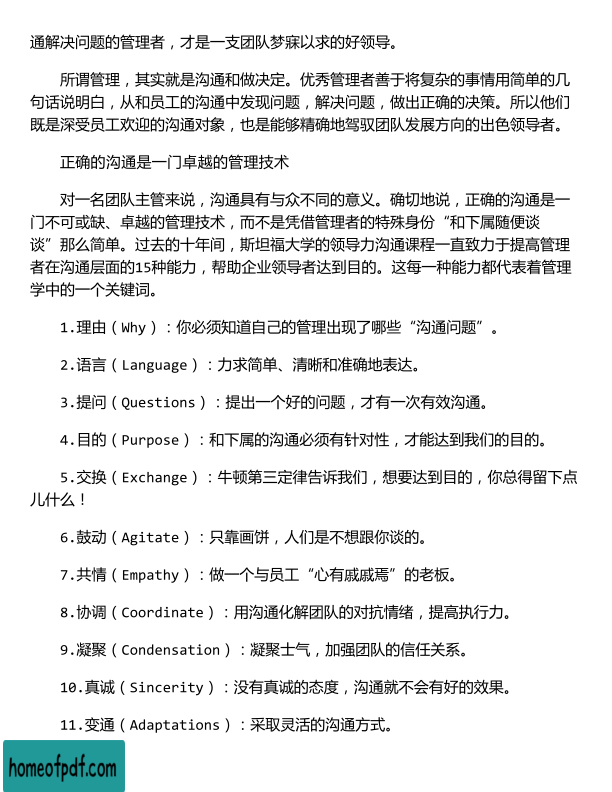 通解决问题的管理者，才是一支团队梦寐以求的好领导。
所谓管理，其实就是沟通和做决定。优秀管理者善于将复杂的事情用简单的几
句话说明白，从和员工的沟通中发现问题，解决问题，做出正确的决策。所以他们
既是深受员工欢迎的沟通对象，也是能够精确地驾驭团队发展方向的出色领导者。
正确的沟通是一门卓越的管理技术
对一名团队主管来说，沟通具有与众不同的意义。确切地说，正确的沟通是一
门不可或缺、卓越的管理技术，而不是凭借管理者的特殊身份“和下属随便谈
谈”那么简单。过去的十年间，斯坦福大学的领导力沟通课程一直致力于提高管理
者在沟通层面的15种能力，帮助企业领导者达到目的。这每一种能力都代表着管理
学中的一个关键词。
1.理由（Why）：你必须知道自己的管理出现了哪些“沟通问题”。
2.语言（Language）：力求简单、清晰和准确地表达。
3.提问（Questions）：提出一个好的问题，才有一次有效沟通。
4.目的（Purpose）：和下属的沟通必须有针对性，才能达到我们的目的。
5.交换（Exchange）：牛顿第三定律告诉我们，想要达到目的，你总得留下点
儿什么！
6.鼓动（Agitate）：只靠画饼，人们是不想跟你谈的。
7.共情（Empathy）：做一个与员工“心有戚戚焉”的老板。
8.协调（Coordinate）：用沟通化解团队的对抗情绪，提高执行力。
9.凝聚（Condensation）：凝聚士气，加强团队的信任关系。
10.真诚（Sincerity）：没有真诚的态度，沟通就不会有好的效果。
11.变通（Adaptations）：采取灵活的沟通方式。
homeofpdf.com